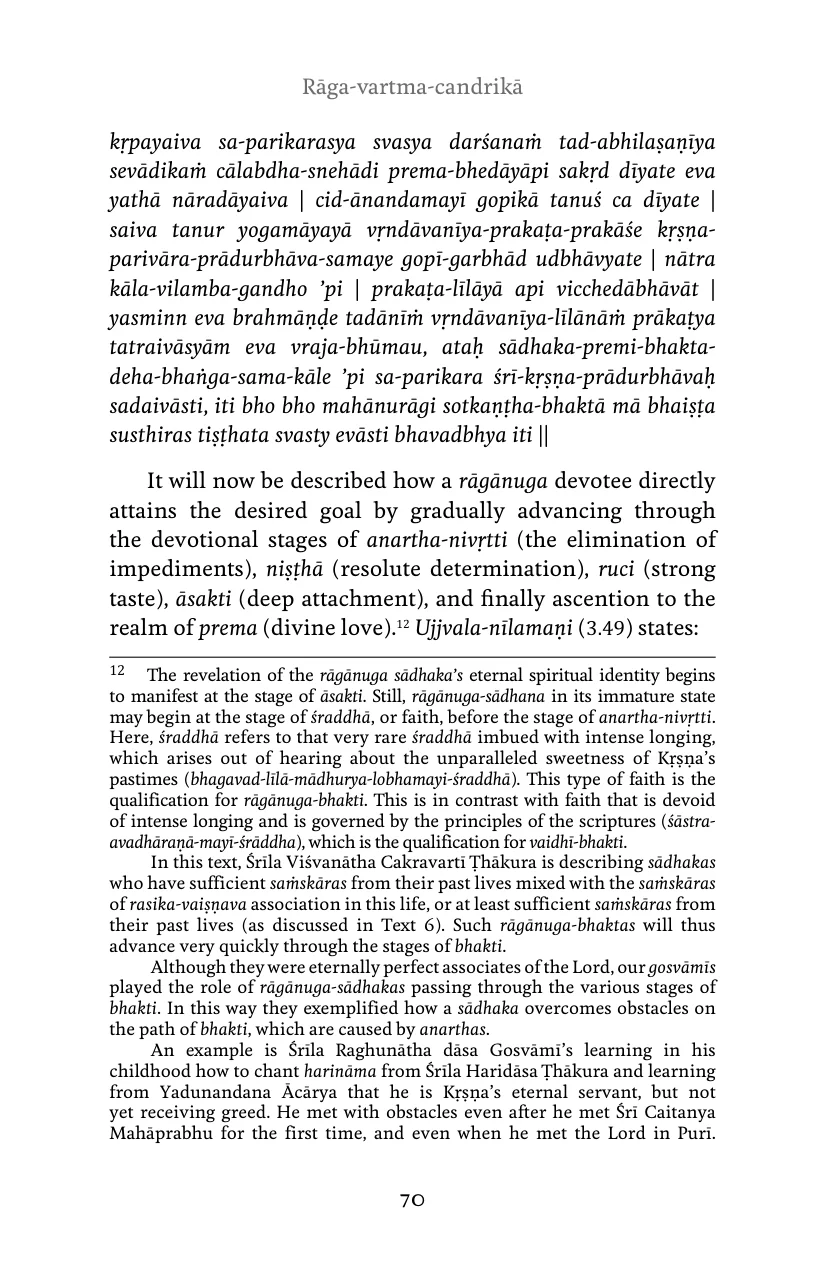 Rāga-vartma-candrikā
kṛpayaiva sa-parikarasya svasya darśanaṁ tad-abhilaṣaṇīya
sevādikaṁ cālabdha-snehādi prema-bhedāyāpi sakṛd dīyate eva
yathā nāradāyaiva | cid-ānandamayī gopikā tanuś ca dīyate |
saiva tanur yogamāyayā vṛndāvanīya-prakaṭa-prakāśe kṛṣṇa-
parivāra-prādurbhāva-samaye gopī-garbhād udbhāvyate | nātra
kāla-vilamba-gandho ’pi | prakaṭa-līlāyā api vicchedābhāvāt |
yasminn eva brahmāṇḍe tadānīṁ vṛndāvanīya-līlānāṁ prākaṭya
tatraivāsyām eva vraja-bhūmau, ataḥ sādhaka-premi-bhakta-
deha-bhaṅga-sama-kāle ’pi sa-parikara śrī-kṛṣṇa-prādurbhāvaḥ
sadaivāsti, iti bho bho mahānurāgi sotkaṇṭha-bhaktā mā bhaiṣṭa
susthiras tiṣṭhata svasty evāsti bhavadbhya iti ||
It will now be described how a rāgānuga devotee directly
attains the desired goal by gradually advancing through
the devotional stages of anartha-nivṛtti (the elimination of
impediments), niṣṭhā (resolute determination), ruci (strong
taste), āsakti (deep attachment), and finally ascention to the
realm of prema (divine love).12 Ujjvala-nīlamaṇi (3.49) states:
12 The revelation of the rāgānuga sādhaka’s eternal spiritual identity begins
to manifest at the stage of āsakti. Still, rāgānuga-sādhana in its immature state
may begin at the stage of śraddhā, or faith, before the stage of anartha-nivṛtti.
Here, śraddhā refers to that very rare śraddhā imbued with intense longing,
which arises out of hearing about the unparalleled sweetness of Kṛṣṇa’s
pastimes (bhagavad-līlā-mādhurya-lobhamayi-śraddhā). This type of faith is the
qualification for rāgānuga-bhakti. This is in contrast with faith that is devoid
of intense longing and is governed by the principles of the scriptures (śāstra-
avadhāraṇā-mayī-śrāddha), which is the qualification for vaidhī-bhakti.
In this text, Śrīla Viśvanātha Cakravartī Ṭhākura is describing sādhakas
who have sufficient saṁskāras from their past lives mixed with the saṁskāras
of rasika-vaiṣṇava association in this life, or at least sufficient saṁskāras from
their past lives (as discussed in Text 6). Such rāgānuga-bhaktas will thus
advance very quickly through the stages of bhakti.
Although they were eternally perfect associates of the Lord, our gosvāmīs
played the role of rāgānuga-sādhakas passing through the various stages of
bhakti. In this way they exemplified how a sādhaka overcomes obstacles on
the path of bhakti, which are caused by anarthas.
An example is Śrīla Raghunātha dāsa Gosvāmī’s learning in his
childhood how to chant harināma from Śrīla Haridāsa Ṭhākura and learning
from Yadunandana Ācārya that he is Kṛṣṇa’s eternal servant, but not
yet receiving greed. He met with obstacles even after he met Śrī Caitanya
Mahāprabhu for the first time, and even when he met the Lord in Purī.
70